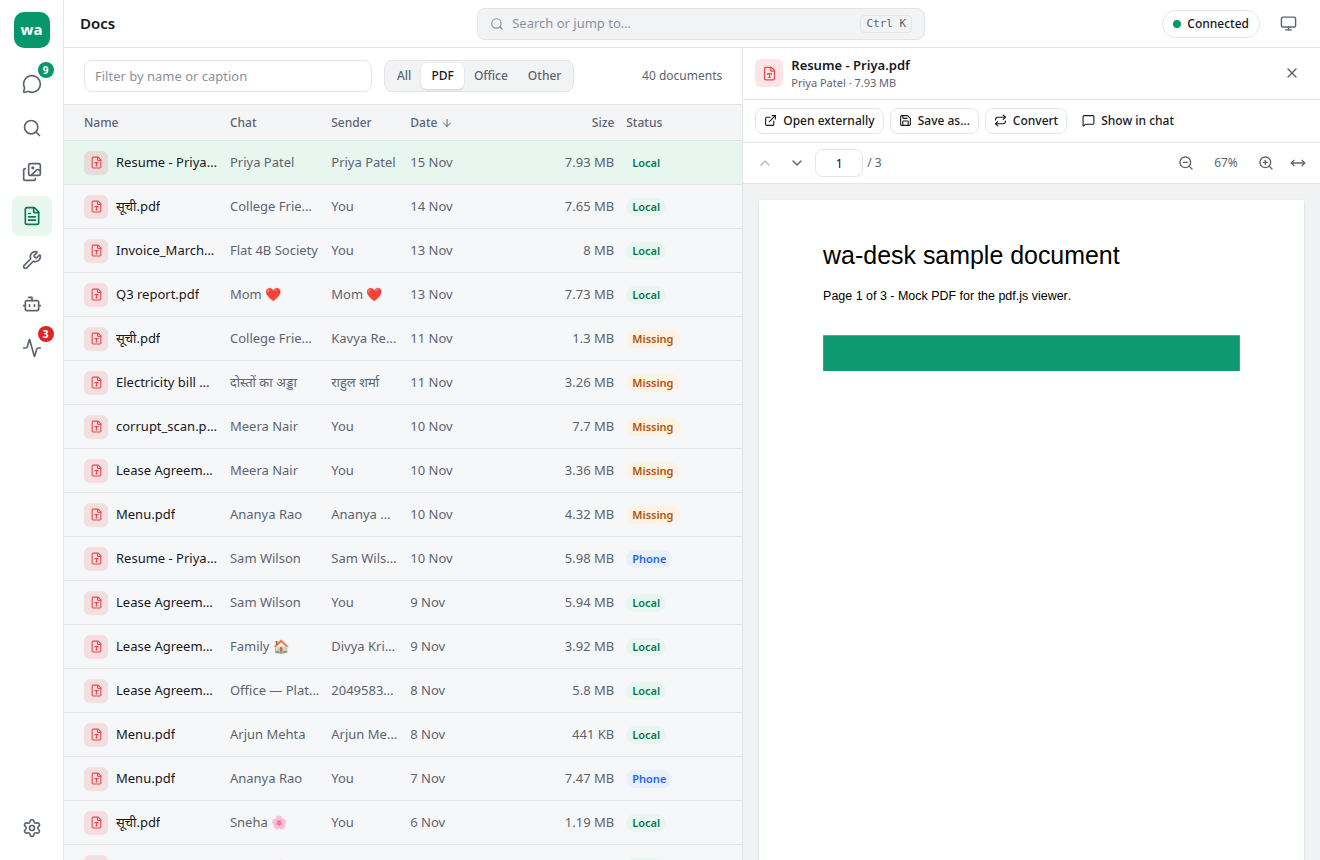 wa
Docs
Search or jump to...
Ctrl K
Connected
9
3
Filter by name or caption
All PDF Office Other
40 documents
Name Chat Sender Date ↓ Size Status
Resume - Priya... Priya Patel Priya Patel 15 Nov 7.93 MB Local
सूची.pdf College Frie... You 14 Nov 7.65 MB Local
Invoice_March... Flat 4B Society You 13 Nov 8 MB Local
Q3 report.pdf Mom ❤️ Mom ❤️ 13 Nov 7.73 MB Local
सूची.pdf College Frie... Kavya Re... 11 Nov 1.3 MB Missing
Electricity bill ... दोस्तों का अड्डा राहुल शर्मा 11 Nov 3.26 MB Missing
corrupt_scan.p... Meera Nair You 10 Nov 7.7 MB Missing
Lease Agreem... Meera Nair You 10 Nov 3.36 MB Missing
Menu.pdf Ananya Rao Ananya ... 10 Nov 4.32 MB Missing
Resume - Priya... Sam Wilson Sam Wils... 10 Nov 5.98 MB Phone
Lease Agreem... Sam Wilson You 9 Nov 5.94 MB Local
Lease Agreem... Family 🏠 Divya Kri... 9 Nov 3.92 MB Local
Lease Agreem... Office — Plat... 2049583... 8 Nov 5.8 MB Local
Menu.pdf Arjun Mehta Arjun Me... 8 Nov 441 KB Local
Menu.pdf Ananya Rao You 7 Nov 7.47 MB Phone
सूची.pdf Sneha 🌸 You 6 Nov 1.19 MB Local
Resume - Priya.pdf
Priya Patel · 7.93 MB
Open externally Save as... Convert Show in chat
1 / 3 67%
wa-desk sample document
Page 1 of 3 - Mock PDF for the pdf.js viewer.